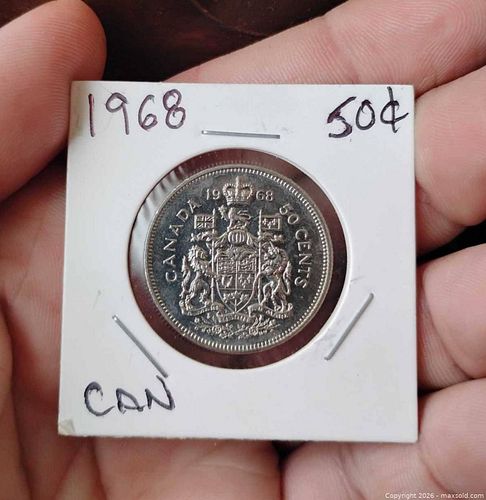 1968 50¢
19 68
CANADA 50 CENTS
CAN
Copyright 2026 - maxsold.com